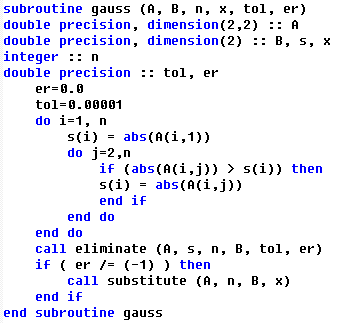 subroutine gauss (A, B, n, x, tol, er)
double precision, dimension(2,2) :: A
double precision, dimension(2) :: B, s, x
integer :: n
double precision :: tol, er
    er=0.0
    tol=0.00001
    do i=1, n
        s(i) = abs(A(i,1))
        do j=2,n
            if (abs(A(i,j)) > s(i)) then
            s(i) = abs(A(i,j))
            end if
        end do
    end do
    call eliminate (A, s, n, B, tol, er)
    if ( er /= (-1) ) then
        call substitute (A, n, B, x)
    end if
end subroutine gauss